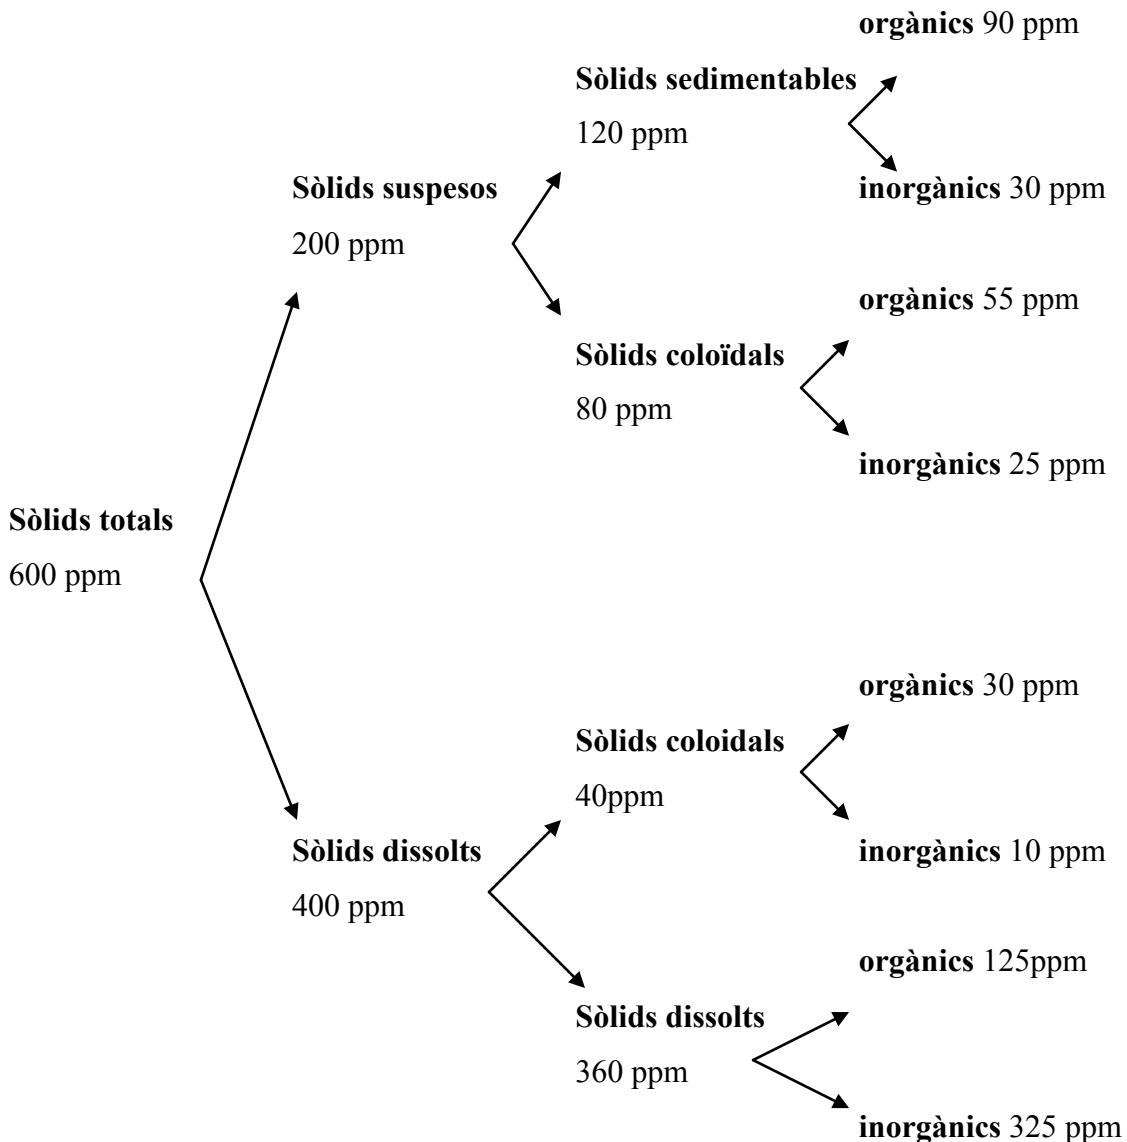 orgànics 90 ppm
Sòlids sedimentables
120 ppm
inorgànics 30 ppm
Sòlids suspesos
200 ppm
orgànics 55 ppm
Sòlids coloïdals
80 ppm
inorgànics 25 ppm
Sòlids totals
600 ppm
orgànics 30 ppm
Sòlids coloidals
40ppm
inorgànics 10 ppm
Sòlids dissolts
400 ppm
orgànics 125ppm
Sòlids dissolts
360 ppm
inorgànics 325 ppm